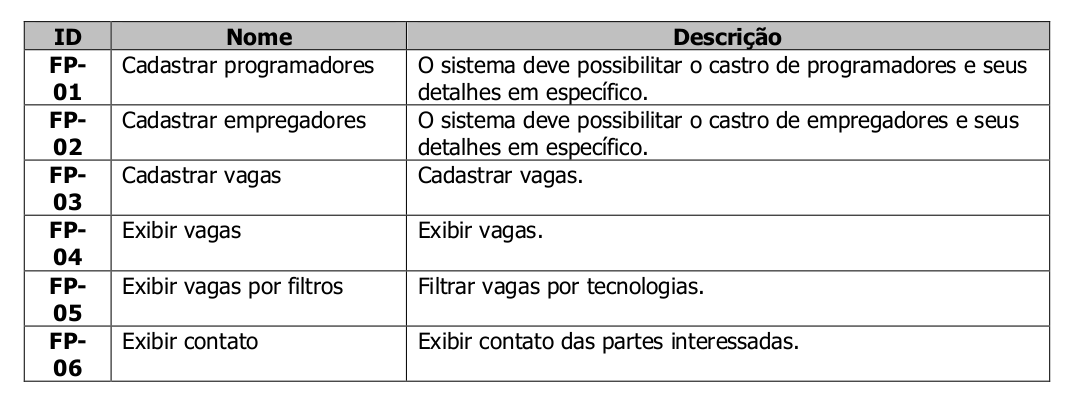 ID Nome Descrição
FP- Cadastrar programadores O sistema deve possibilitar o castro de programadores e seus
01 detalhes em específico.
FP- Cadastrar empregadores O sistema deve possibilitar o castro de empregadores e seus
02 detalhes em específico.
FP- Cadastrar vagas Cadastrar vagas.
03
FP- Exibir vagas Exibir vagas.
04
FP- Exibir vagas por filtros Filtrar vagas por tecnologias.
05
FP- Exibir contato Exibir contato das partes interessadas.
06